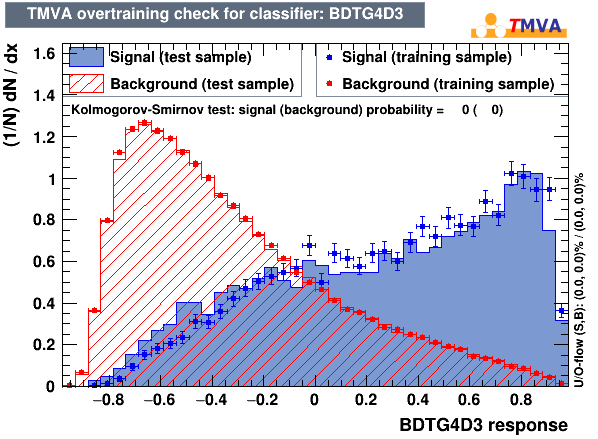 TMVA overtraining check for classifier: BDTG4D3
TMVA
(1/N) dN / dx
Signal (test sample)
Background (test sample)
Signal (training sample)
Background (training sample)
Kolmogorov-Smirnov test: signal (background) probability = 0 ( 0)
1.6
1.4
1.2
1
0.8
0.6
0.4
0.2
0
−0.8 −0.6 −0.4 −0.2 0 0.2 0.4 0.6 0.8
BDTG4D3 response
U/O-flow (S,B): (0.0, 0.0)% / (0.0, 0.0)%